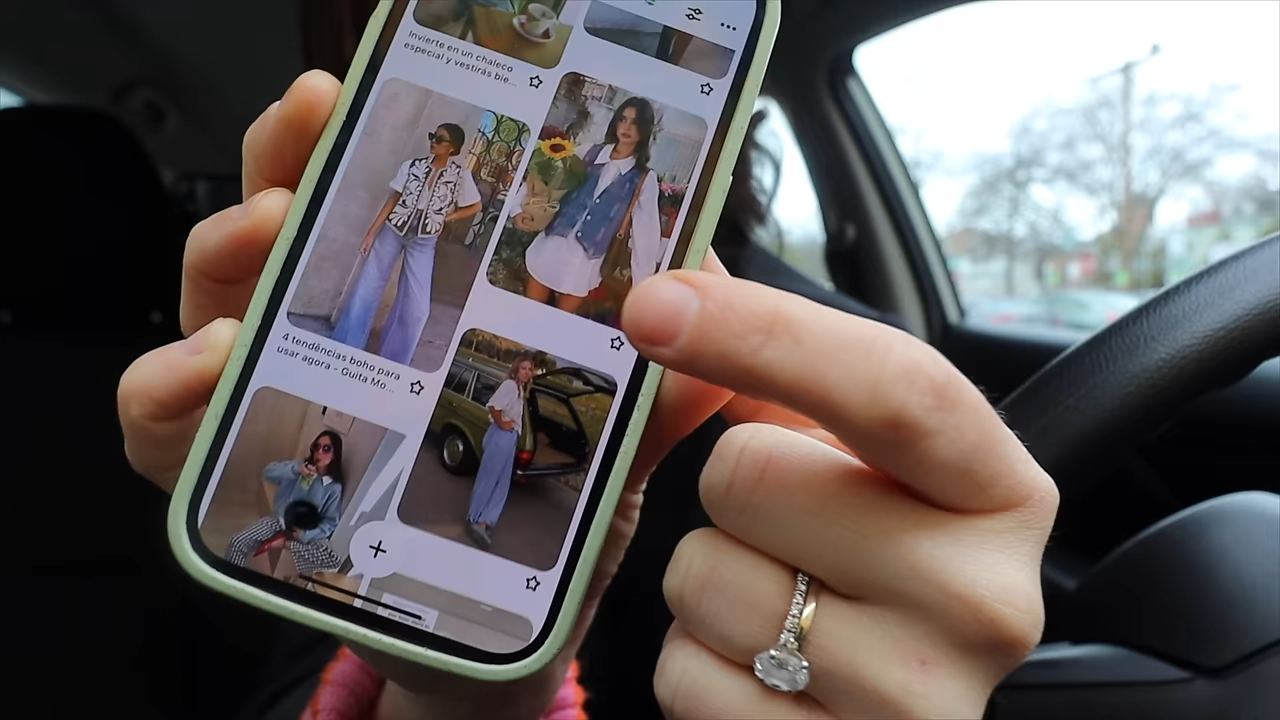 Invierte en un chaleco
especial y vestirás bie...
4 tendências boho para
usar agora - Guita Mo...